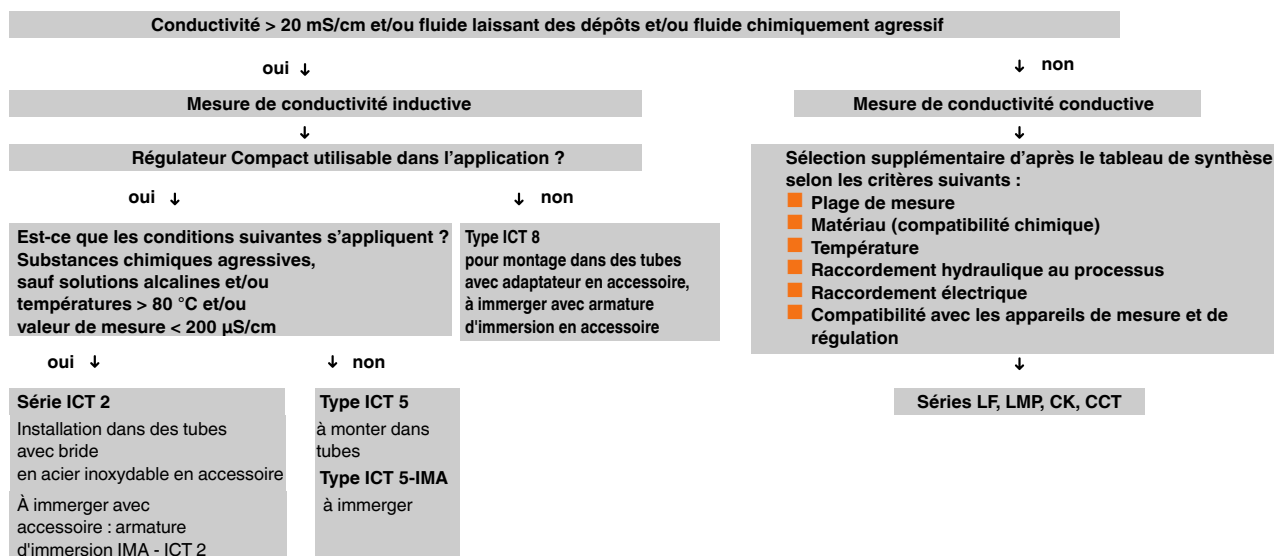 Conductivité > 20 mS/cm et/ou fluide laissant des dépôts et/ou fluide chimiquement agressif
oui ↓
↓ non
Mesure de conductivité inductive
Mesure de conductivité conductive
↓
↓
Régulateur Compact utilisable dans l'application ?
Sélection supplémentaire d'après le tableau de synthèse
selon les critères suivants :
Plage de mesure
Matériau (compatibilité chimique)
Température
Raccordement hydraulique au processus
Raccordement électrique
Compatibilité avec les appareils de mesure et de
régulation
oui ↓
↓ non
Est-ce que les conditions suivantes s'appliquent ?
Substances chimiques agressives,
sauf solutions alcalines et/ou
températures > 80 °C et/ou
valeur de mesure < 200 µS/cm
Type ICT 8
pour montage dans des tubes
avec adaptateur en accessoire,
à immerger avec armature
d'immersion en accessoire
oui ↓
↓ non
↓
Série ICT 2
Installation dans des tubes
avec bride
en acier inoxydable en accessoire
À immerger avec
accessoire : armature
d'immersion IMA - ICT 2
Type ICT 5
à monter dans
tubes
Type ICT 5-IMA
à immerger
Séries LF, LMP, CK, CCT